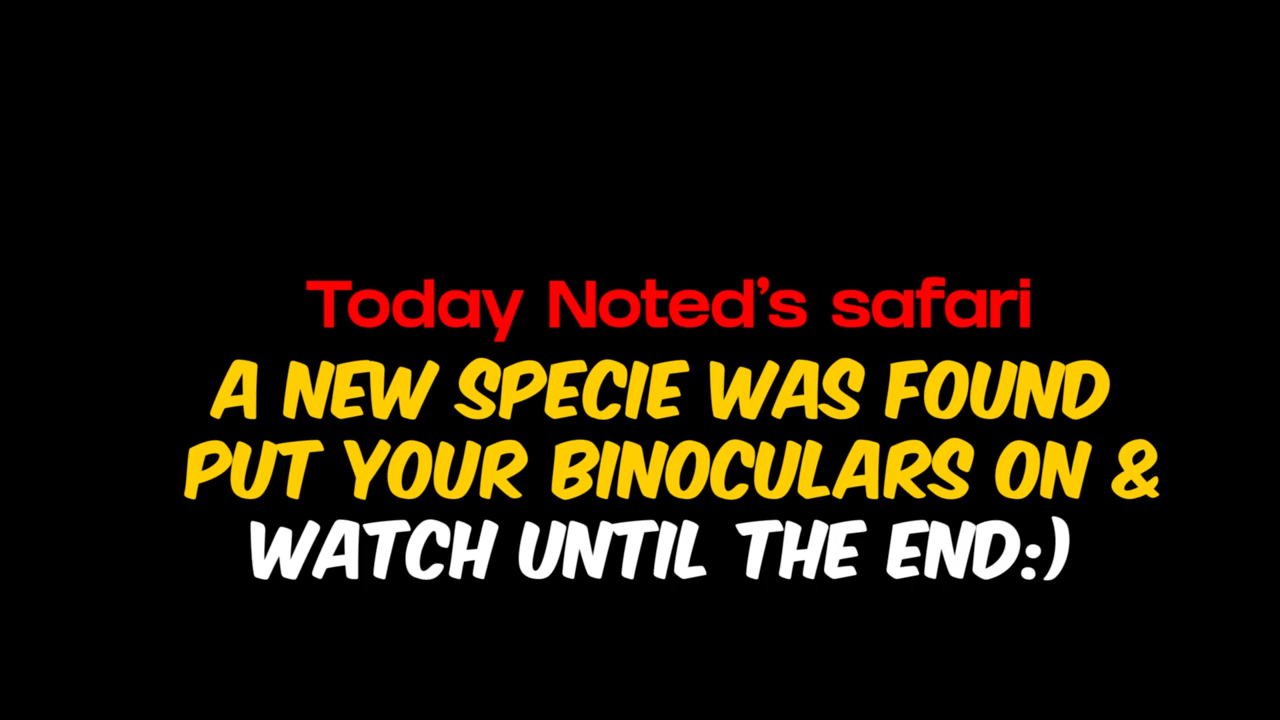 Today Noted’s safari
A NEW SPECIE WAS FOUND
PUT YOUR BINOCULARS ON &
WATCH UNTIL THE END:)